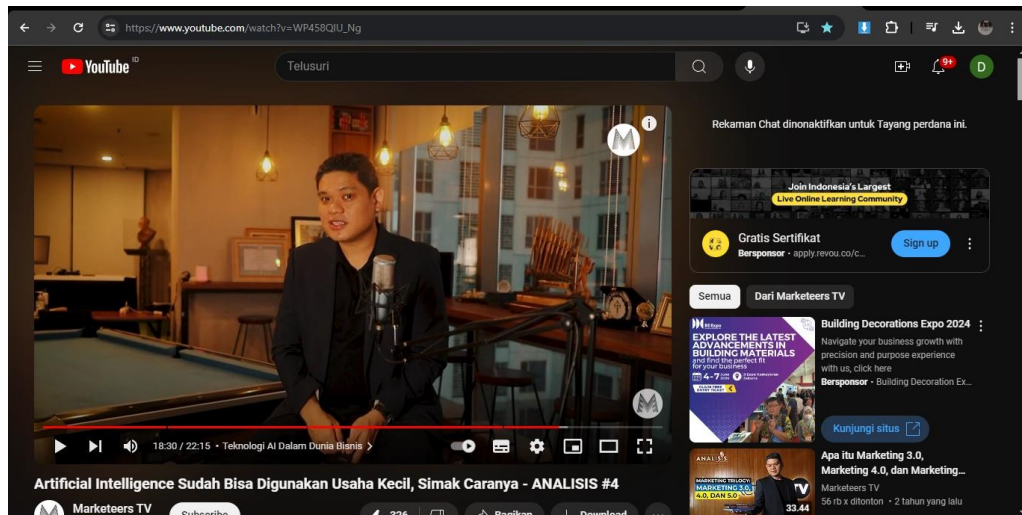 https://www.youtube.com/watch?v=WP458QIU_Ng
YouTube ID
Telusuri
9+
D
Rekaman Chat dinonaktifkan untuk Tayang perdana ini.
Join Indonesia's Largest
Live Online Learning Community
Gratis Sertifikat
Bersponsor · apply.revou.co/c...
Sign up
Semua
Dari Marketeers TV
EXPLORE THE LATEST
ADVANCEMENTS IN
BUILDING MATERIALS
and find the perfect fit
for your business
4 - 7
Building Decorations Expo 2024
Navigate your business growth with
precision and purpose experience
with us, click here
Bersponsor · Building Decoration Ex...
Kunjungi situs
18:30 / 22:15 · Teknologi AI Dalam Dunia Bisnis >
ANALISIS
MARKETING TRILOGY:
MARKETING 3.0,
4.0, DAN 5.0
TV
33.44
Apa itu Marketing 3.0,
Marketing 4.0, dan Marketing...
Marketeers TV
56 rb x ditonton · 2 tahun yang lalu
Artificial Intelligence Sudah Bisa Digunakan Usaha Kecil, Simak Caranya - ANALISIS #4
Marketeers TV
Subscribe
326
Bagikan
Download